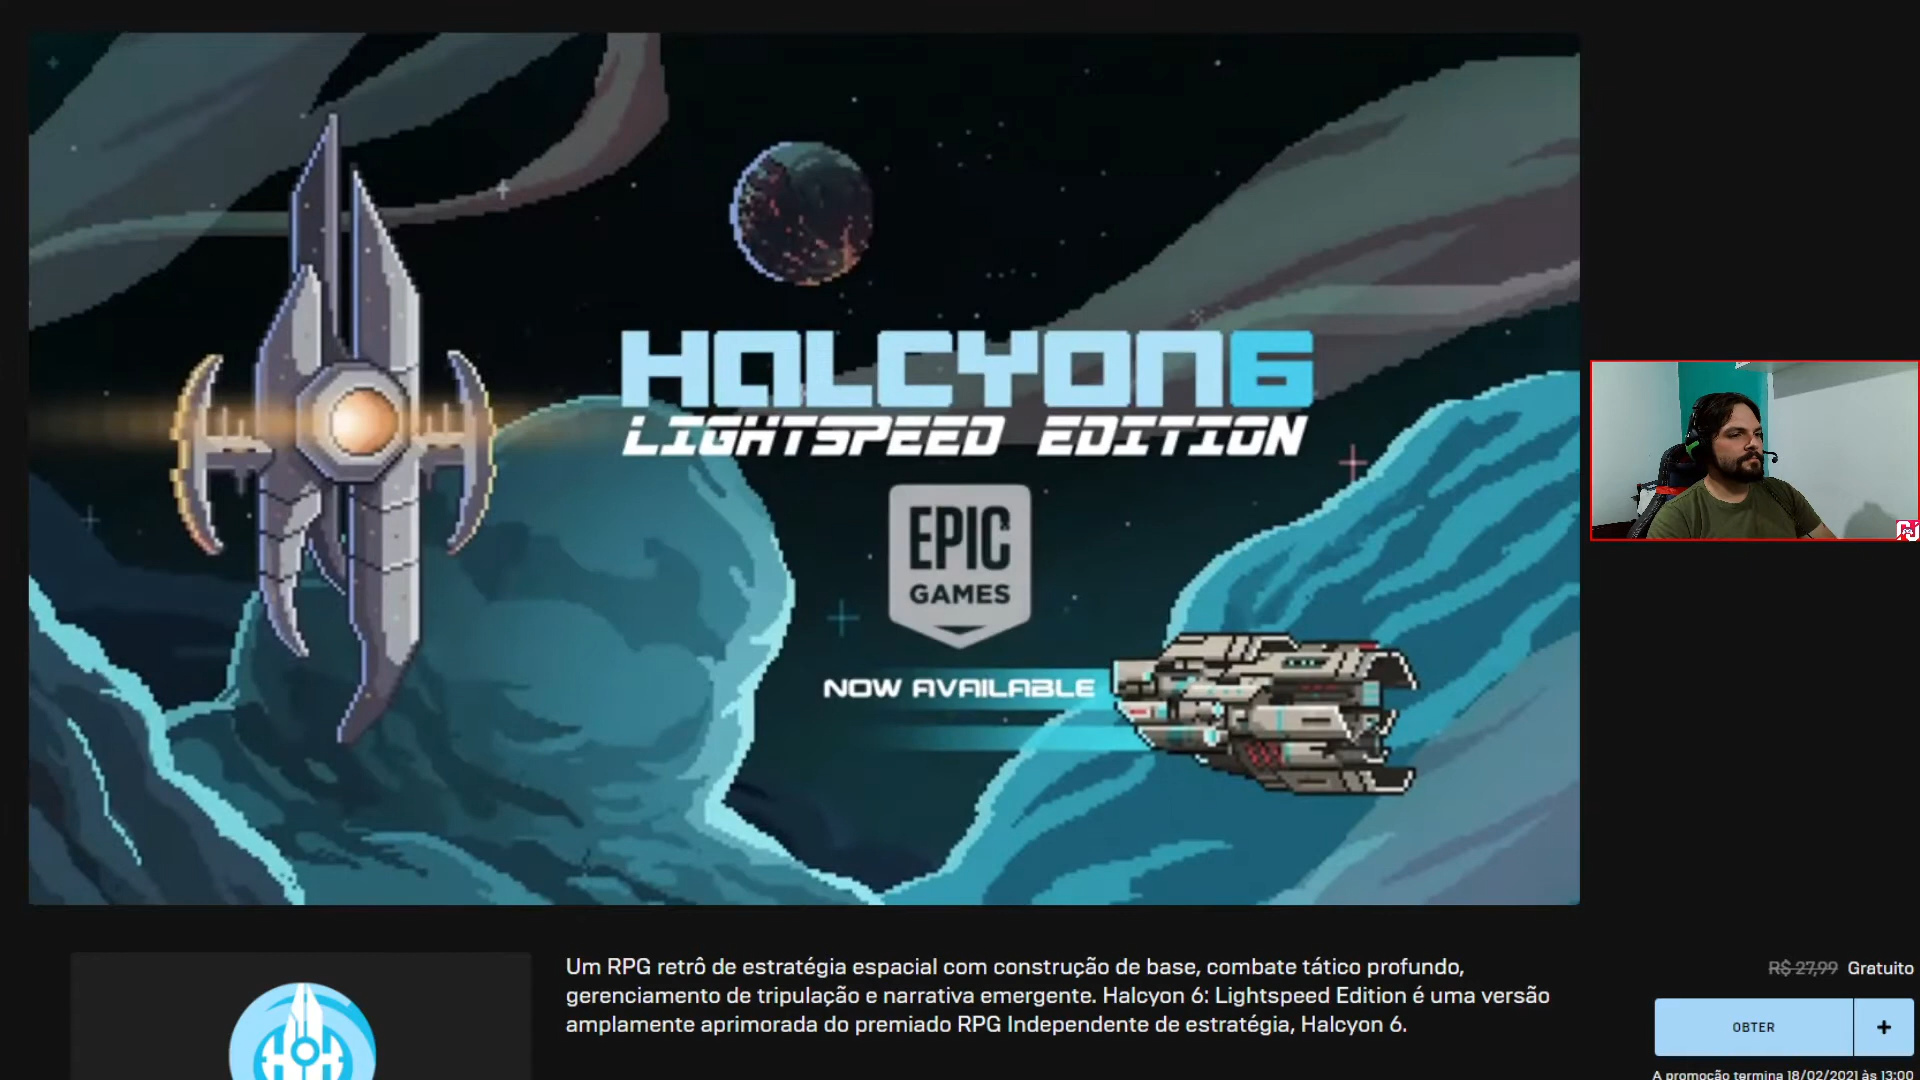 HALCYON6
LIGHTSPEED EDITION
EPIC
GAMES
NOW AVAILABLE
Um RPG retrô de estratégia espacial com construção de base, combate tático profundo,
gerenciamento de tripulação e narrativa emergente. Halcyon 6: Lightspeed Edition é uma versão
amplamente aprimorada do premiado RPG Independente de estratégia, Halcyon 6.
R$ 27,99 Gratuito
OBTER +
A promoção termina 18/02/2021 às 13:00